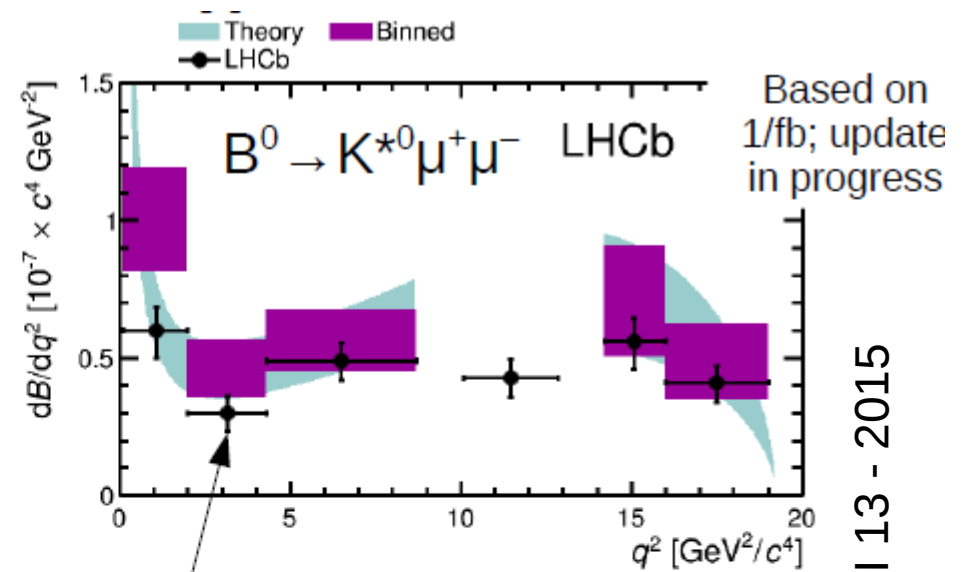 Theory Binned
LHCb
B⁰ → K*⁰μ⁺μ⁻ LHCb
Based on
1/fb; update
in progress
dB/dq² [10⁻⁷ × c⁴ GeV⁻²]
1.5
1
0.5
0
0 5 10 15 20
q² [GeV²/c⁴]
13 - 2015